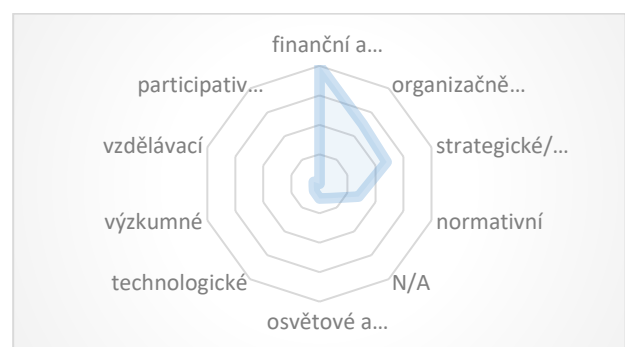 finanční a...
organizačně...
strategické/...
normativní
N/A
osvětové a...
technologické
výzkumné
vzdělávací
participativ...